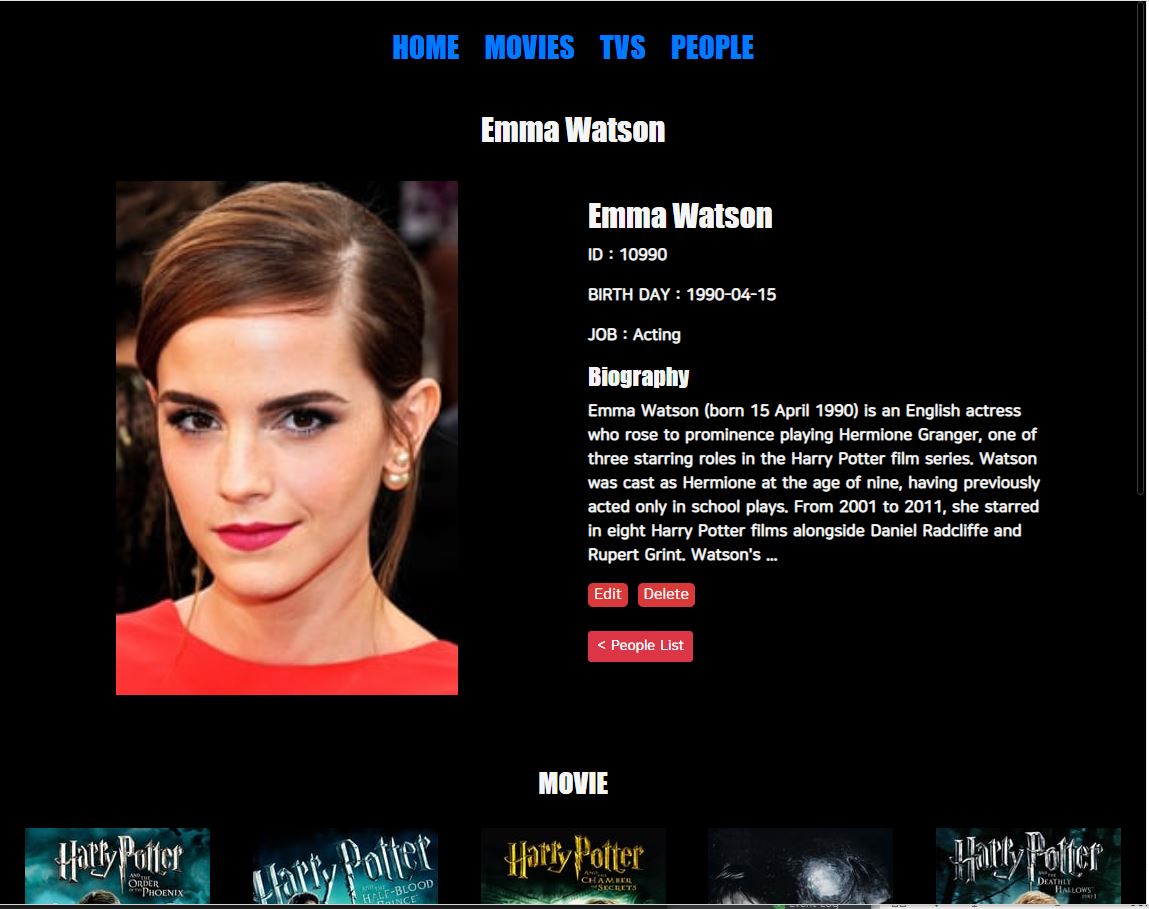 HOME MOVIES TVS PEOPLE
Emma Watson
Emma Watson
ID : 10990
BIRTH DAY : 1990-04-15
JOB : Acting
Biography
Emma Watson (born 15 April 1990) is an English actress
who rose to prominence playing Hermione Granger, one of
three starring roles in the Harry Potter film series. Watson
was cast as Hermione at the age of nine, having previously
acted only in school plays. From 2001 to 2011, she starred
in eight Harry Potter films alongside Daniel Radcliffe and
Rupert Grint. Watson's ...
Edit Delete
< People List
MOVIE
Harry Potter
AND THE
ORDER
OF THE PHOENIX
Harry Potter
AND THE
HALF-BLOOD
PRINCE
Harry Potter
AND THE
CHAMBER
OF SECRETS
Harry Potter
AND THE
DEATHLY
HALLOWS
PART 1